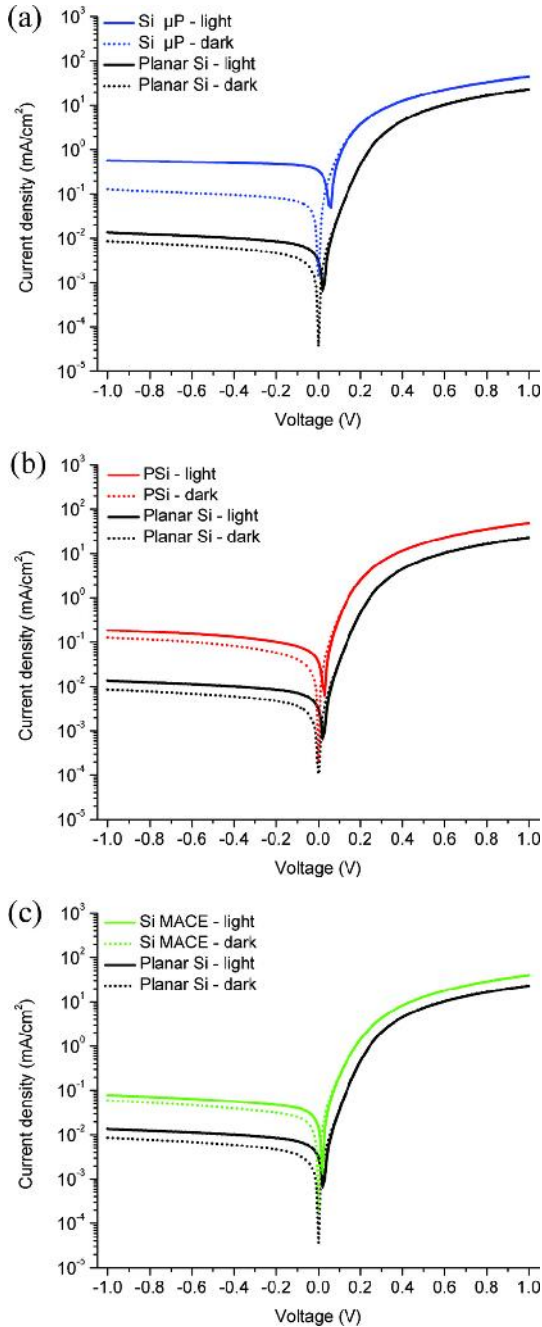 (a)
Si µP - light
Si µP - dark
Planar Si - light
Planar Si - dark
10³
10²
10¹
10⁰
10⁻¹
10⁻²
10⁻³
10⁻⁴
10⁻⁵
Current density (mA/cm²)
-1.0 -0.8 -0.6 -0.4 -0.2 0.0 0.2 0.4 0.6 0.8 1.0
Voltage (V)
(b)
PSi - light
PSi - dark
Planar Si - light
Planar Si - dark
10³
10²
10¹
10⁰
10⁻¹
10⁻²
10⁻³
10⁻⁴
10⁻⁵
Current density (mA/cm²)
-1.0 -0.8 -0.6 -0.4 -0.2 0.0 0.2 0.4 0.6 0.8 1.0
Voltage (V)
(c)
Si MACE - light
Si MACE - dark
Planar Si - light
Planar Si - dark
10³
10²
10¹
10⁰
10⁻¹
10⁻²
10⁻³
10⁻⁴
10⁻⁵
Current density (mA/cm²)
-1.0 -0.8 -0.6 -0.4 -0.2 0.0 0.2 0.4 0.6 0.8 1.0
Voltage (V)